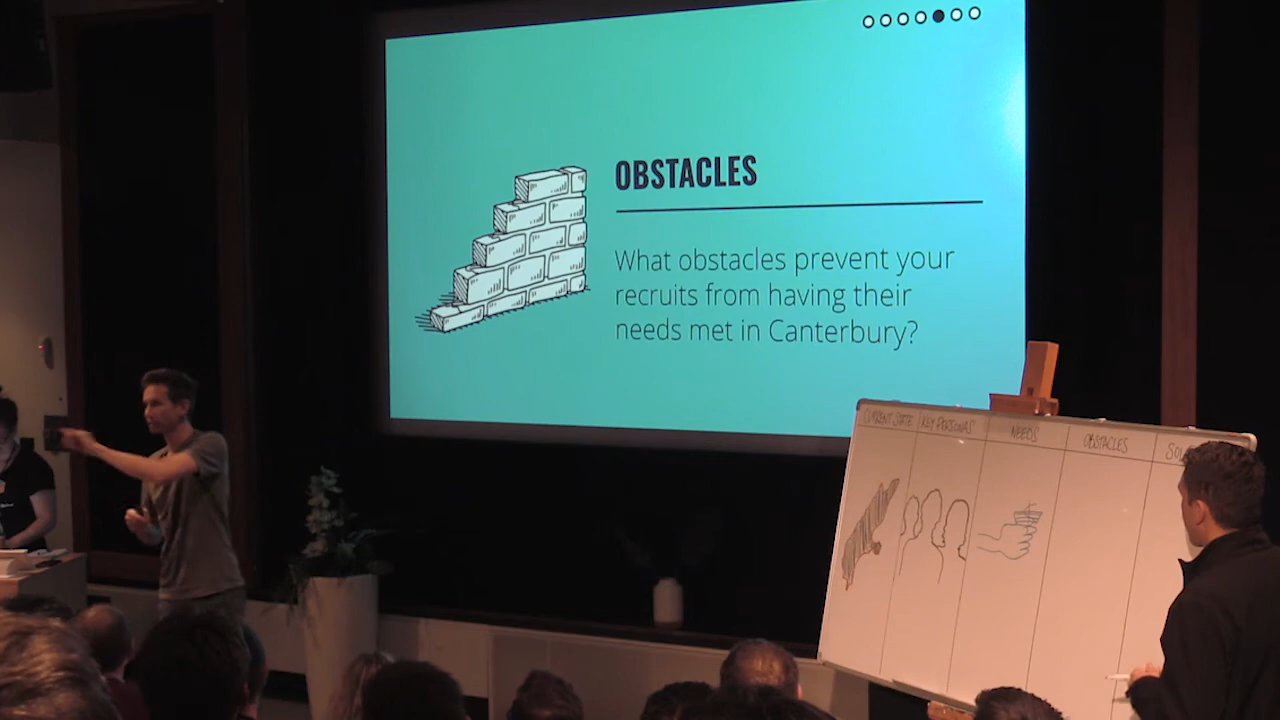 OBSTACLES
What obstacles prevent your
recruits from having their
needs met in Canterbury?
CURRENT STATE
KEY PERSONAS
NEEDS
OBSTACLES